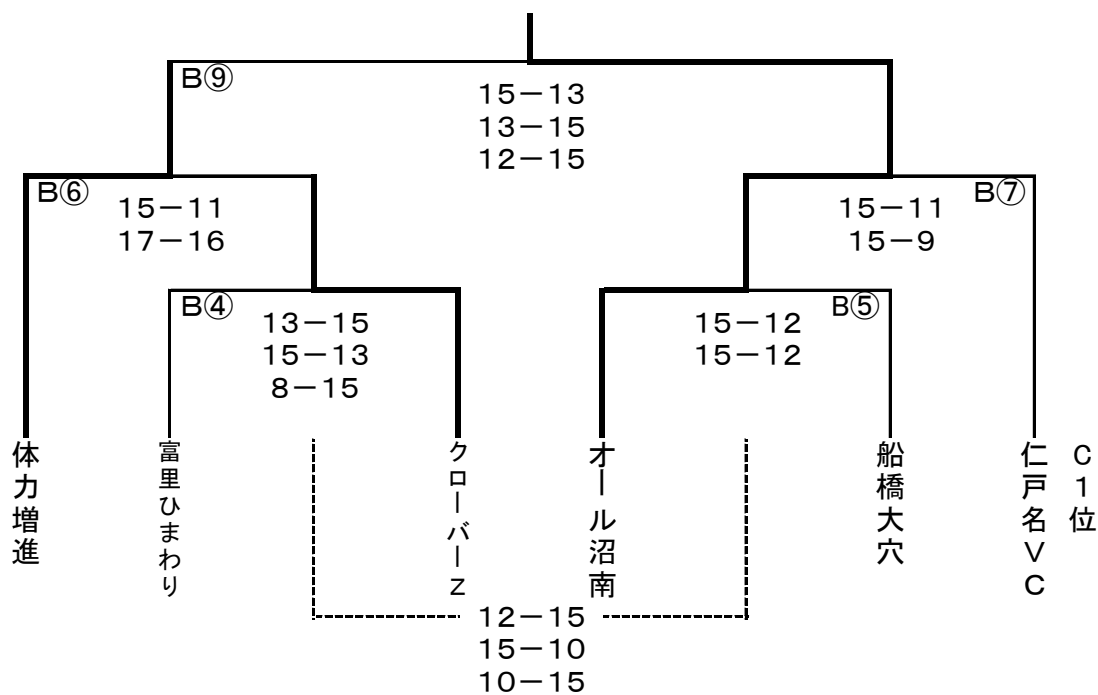 B⑨
15－13
13－15
12－15
B⑥
15－11
17－16
B⑦
15－11
15－9
B④
13－15
15－13
8－15
B⑤
15－12
15－12
体力増進
富里ひまわり
クローバーZ
オール沼南
船橋大穴
仁戸名VC
C1位
12－15
15－10
10－15